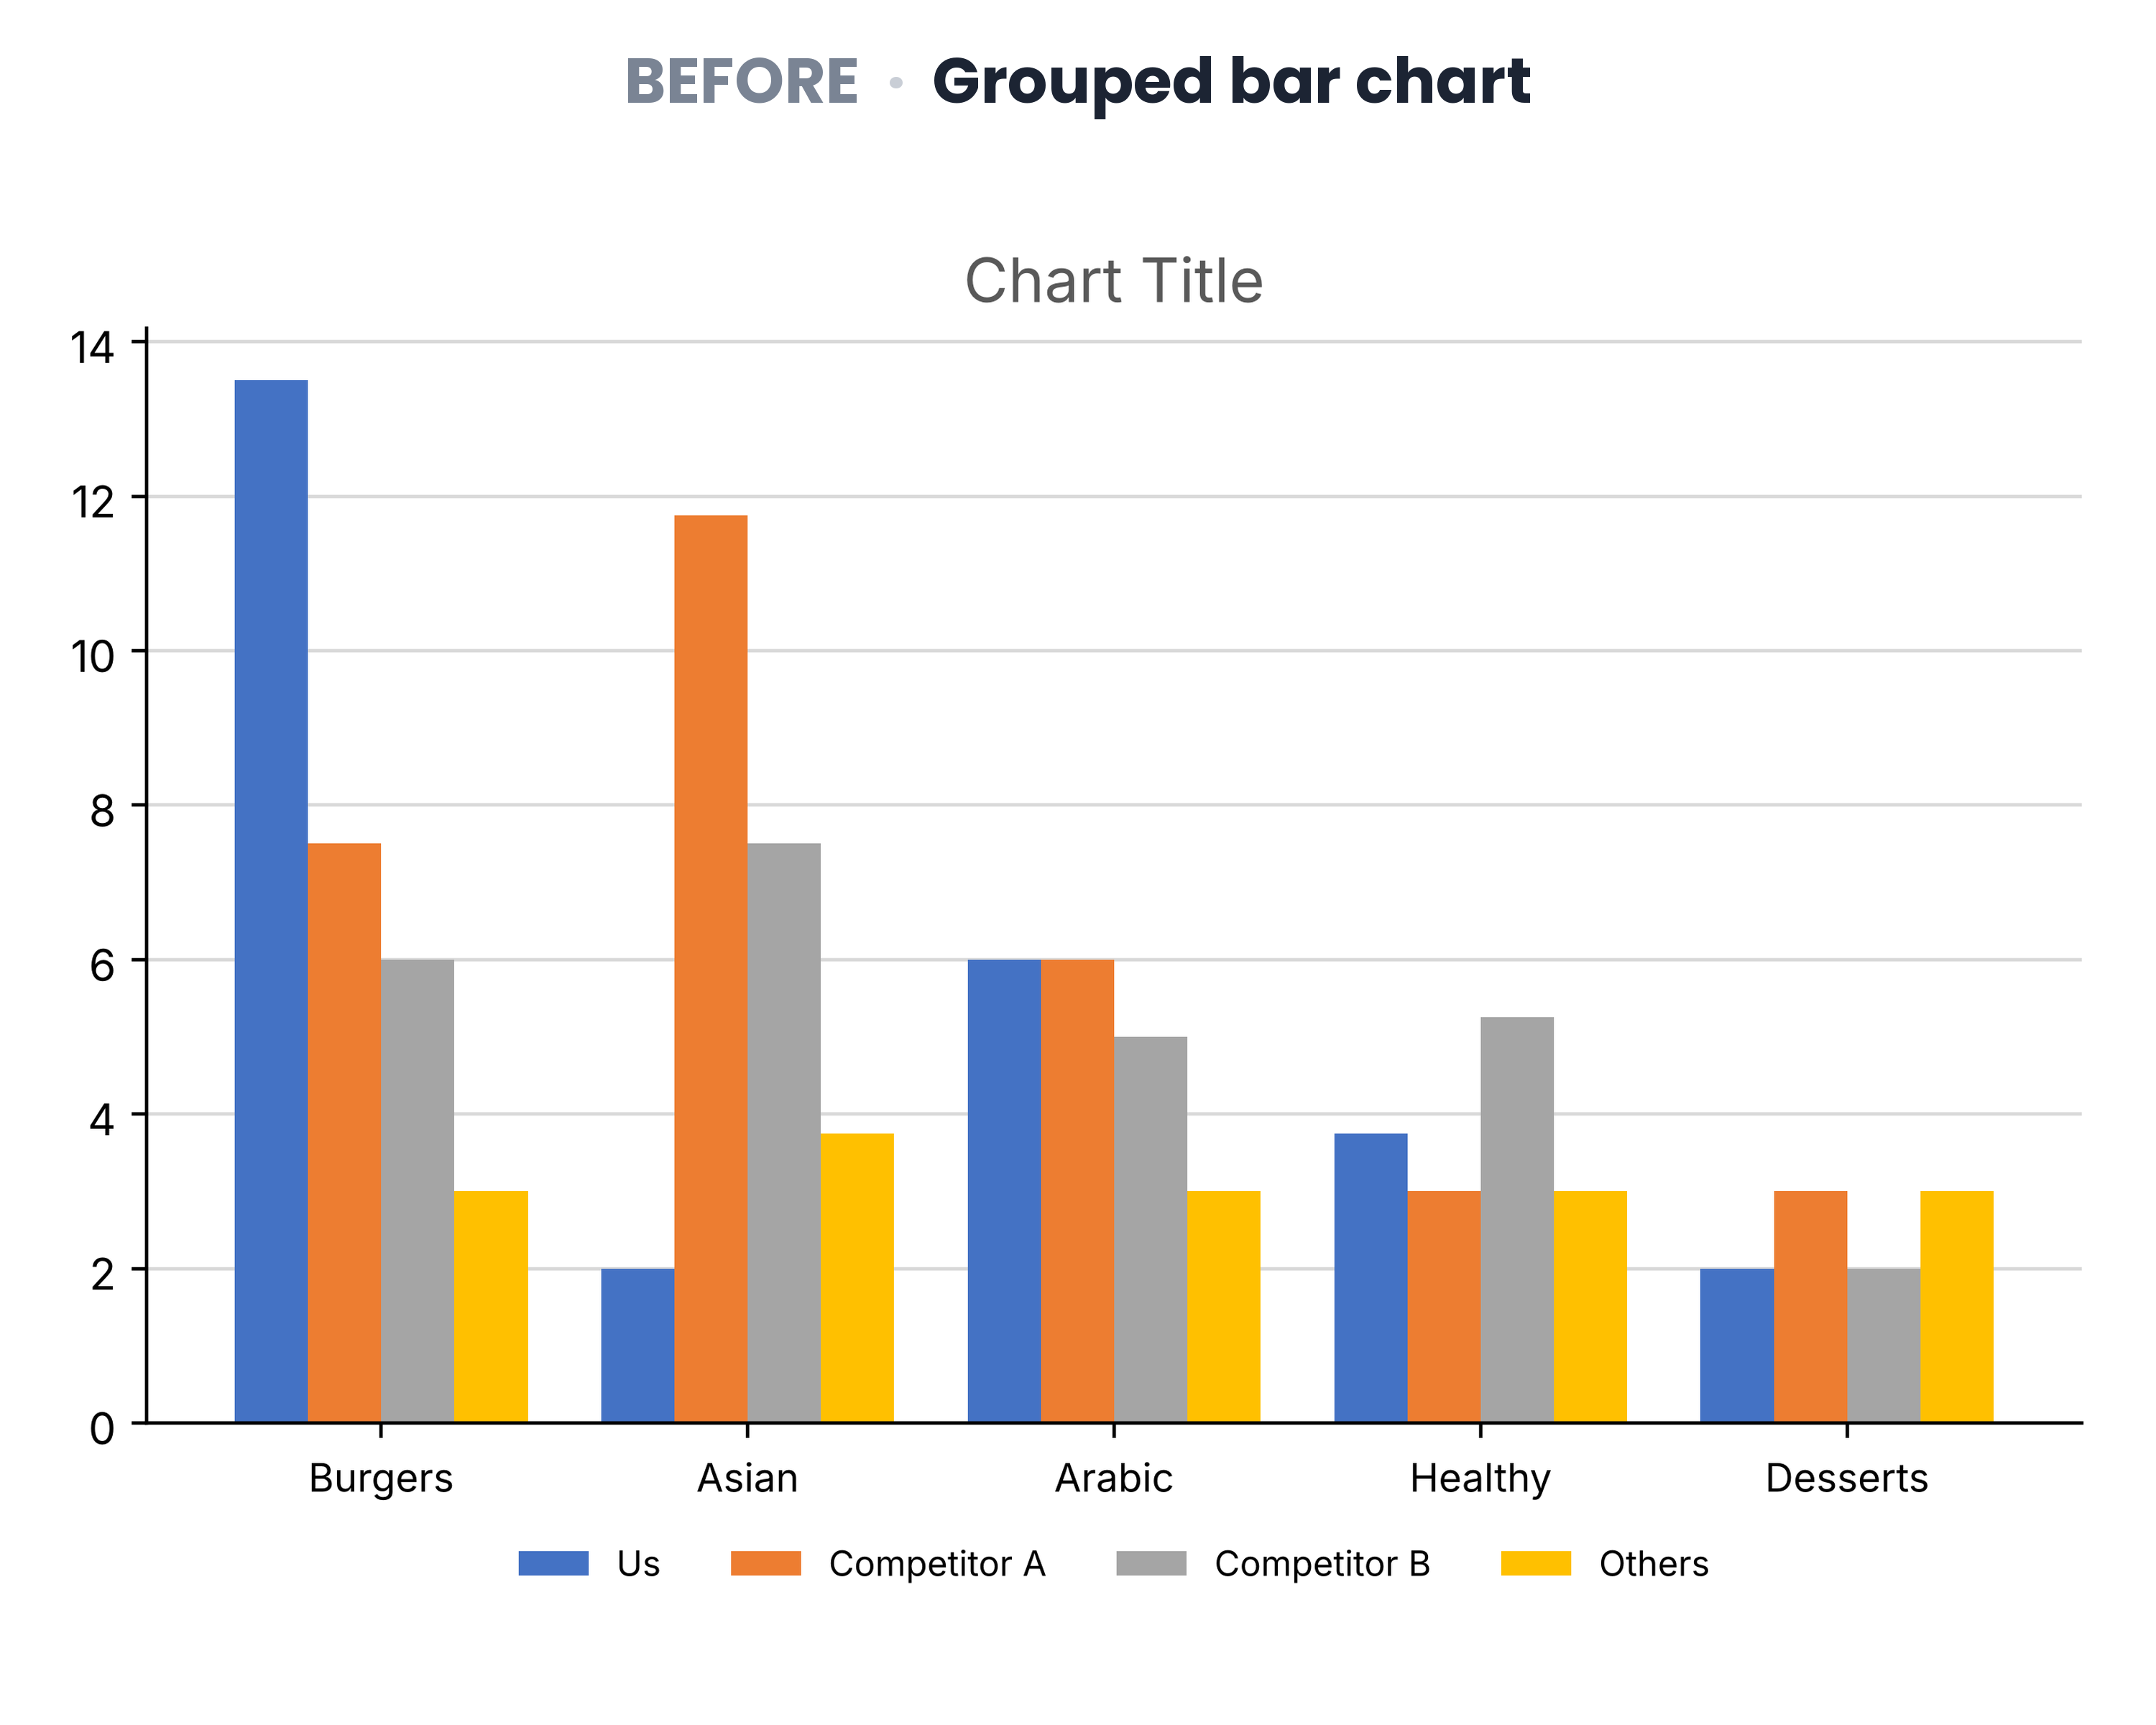 BEFORE • Grouped bar chart
Chart Title
14
12
10
8
6
4
2
0
Burgers Asian Arabic Healthy Desserts
Us Competitor A Competitor B Others